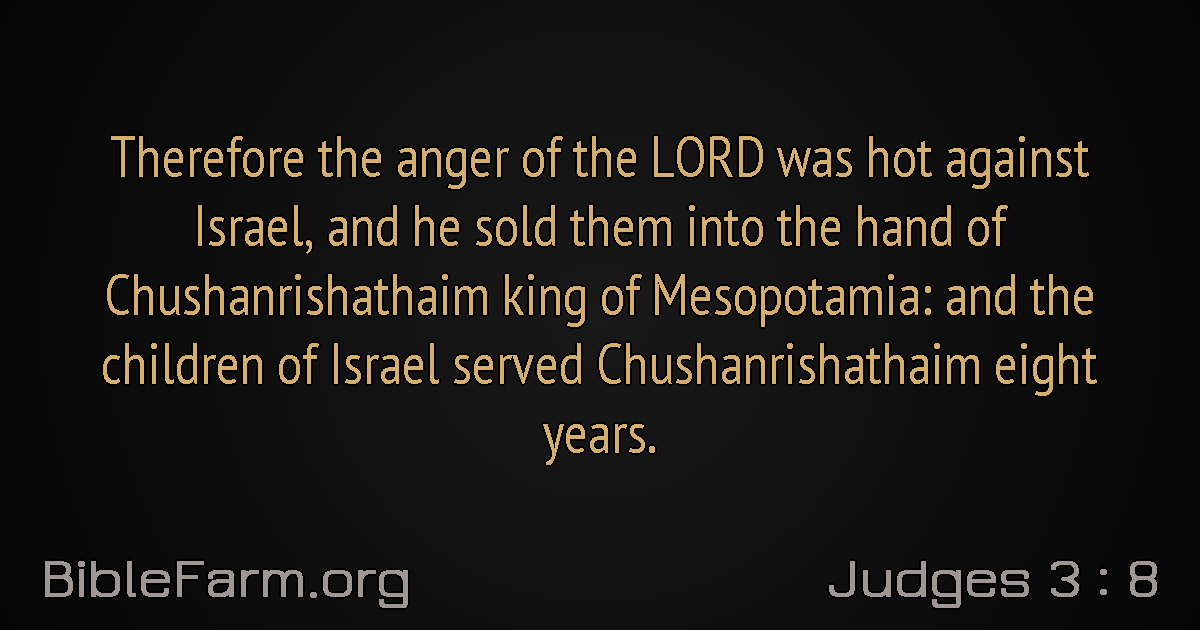 Therefore the anger of the LORD was hot against
Israel, and he sold them into the hand of
Chushanrishathaim king of Mesopotamia: and the
children of Israel served Chushanrishathaim eight
years.
BibleFarm.org
Judges 3 : 8